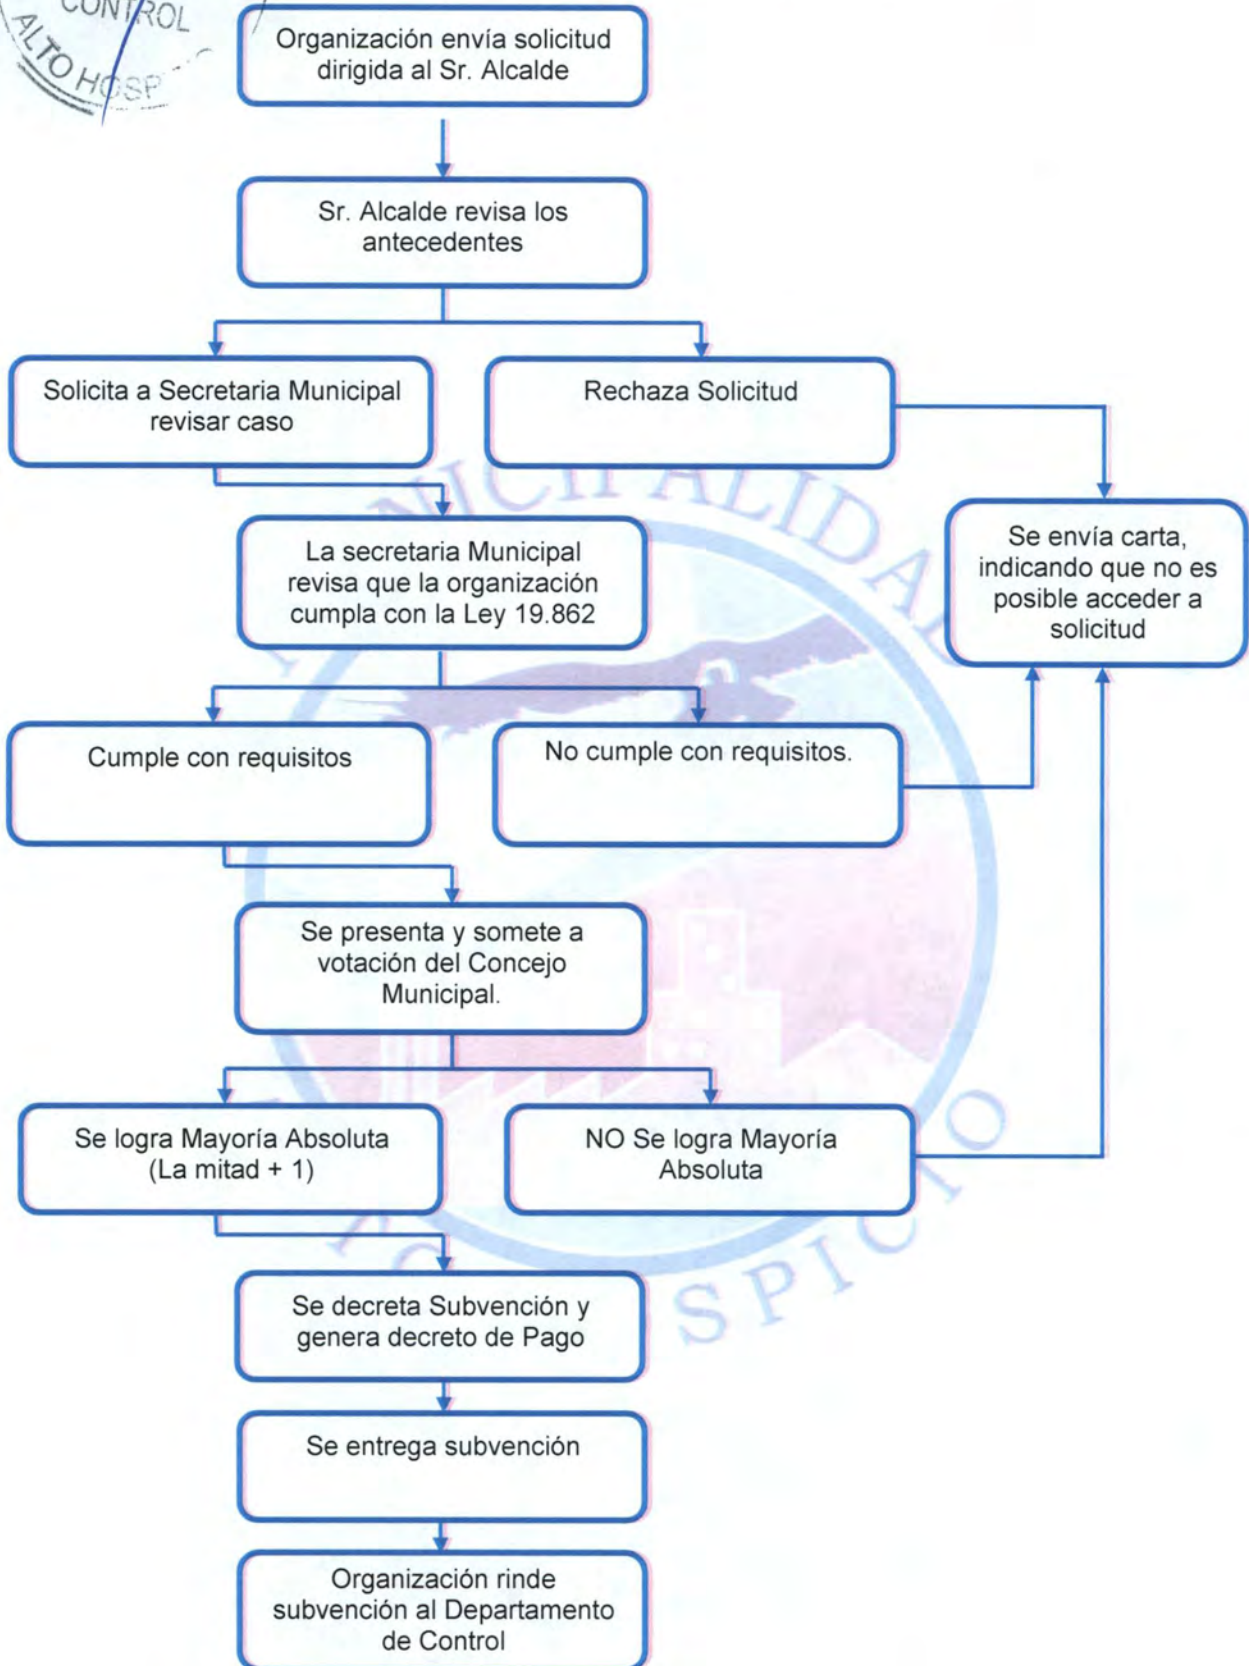 CONTROL
ALTO HOSP
Organización envía solicitud
dirigida al Sr. Alcalde
Sr. Alcalde revisa los
antecedentes
Solicita a Secretaria Municipal
revisar caso
Rechaza Solicitud
La secretaria Municipal
revisa que la organización
cumpla con la Ley 19.862
Se envía carta,
indicando que no es
posible acceder a
solicitud
Cumple con requisitos
No cumple con requisitos.
Se presenta y somete a
votación del Concejo
Municipal.
Se logra Mayoría Absoluta
(La mitad + 1)
NO Se logra Mayoría
Absoluta
Se decreta Subvención y
genera decreto de Pago
Se entrega subvención
Organización rinde
subvención al Departamento
de Control